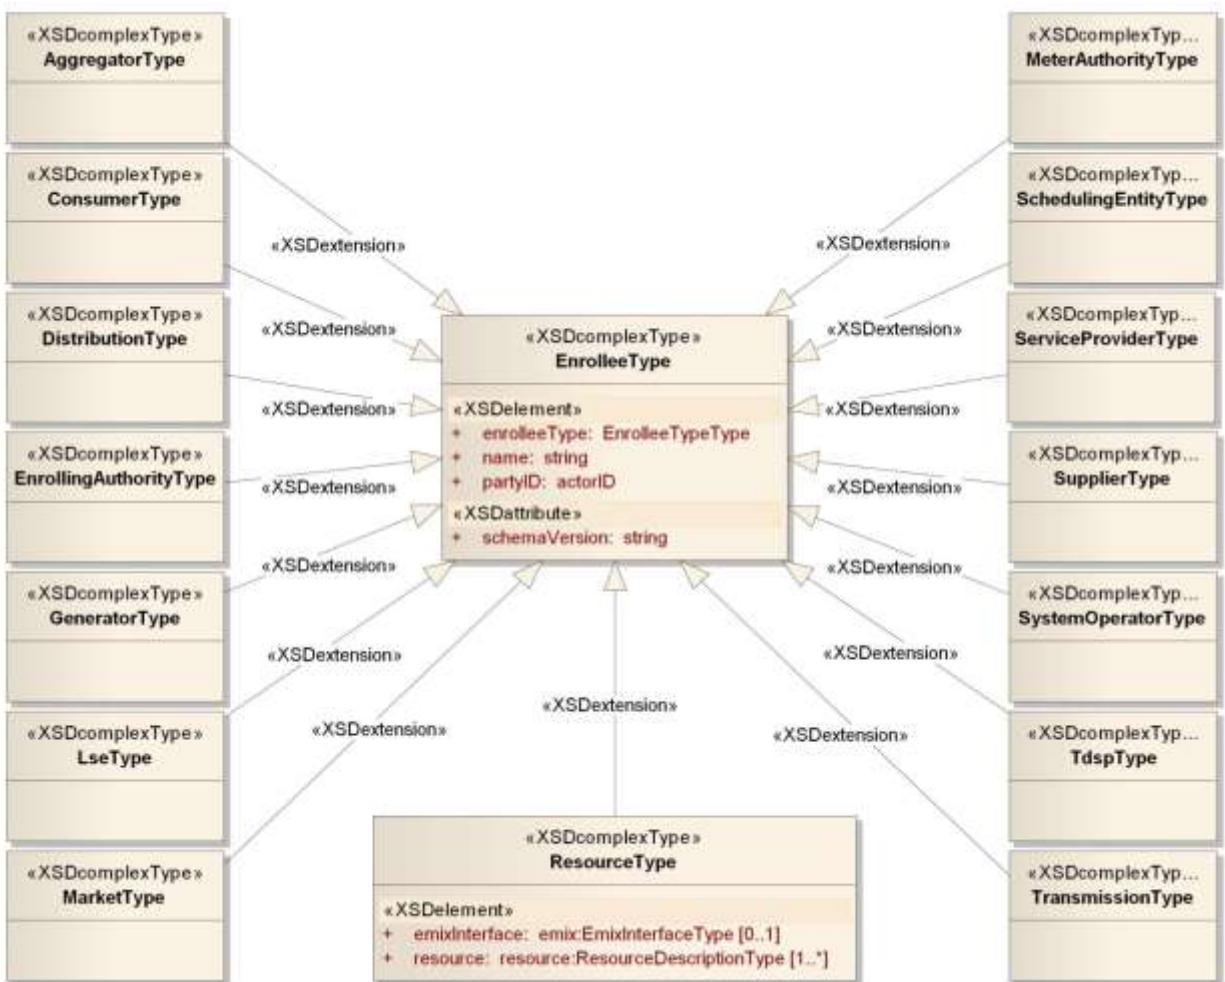 «XSDcomplexType»
AggregatorType
«XSDcomplexType»
ConsumerType
«XSDcomplexType»
DistributionType
«XSDcomplexType»
EnrollingAuthorityType
«XSDcomplexType»
GeneratorType
«XSDcomplexType»
LseType
«XSDcomplexType»
MarketType
«XSDextension»
«XSDextension»
«XSDextension»
«XSDextension»
«XSDextension»
«XSDextension»
«XSDextension»
«XSDcomplexType»
EnrolleeType
«XSDelement»
+ enrolleeType: EnrolleeTypeType
+ name: string
+ partyID: actorID
«XSDattribute»
+ schemaVersion: string
«XSDextension»
«XSDcomplexType»
ResourceType
«XSDelement»
+ emixInterface: emix:EmixInterfaceType [0..1]
+ resource: resource:ResourceDescriptionType [1..*]
«XSDextension»
«XSDextension»
«XSDextension»
«XSDextension»
«XSDextension»
«XSDextension»
«XSDextension»
«XSDcomplexTyp...
MeterAuthorityType
«XSDcomplexTyp...
SchedulingEntityType
«XSDcomplexTyp...
ServiceProviderType
«XSDcomplexTyp...
SupplierType
«XSDcomplexTyp...
SystemOperatorType
«XSDcomplexTyp...
TdspType
«XSDcomplexTyp...
TransmissionType